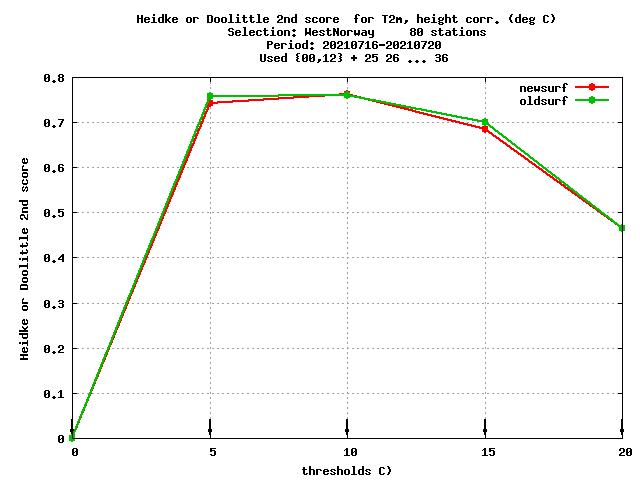 Heidke or Doolittle 2nd score  for T2m, height corr. (deg C)
Selection: WestNorway     80 stations
Period: 20210716-20210720
Used {00,12} + 25 26 ... 36
newsurf
oldsurf
Heidke or Doolittle 2nd score
0.8
0.7
0.6
0.5
0.4
0.3
0.2
0.1
0
0 5 10 15 20
thresholds C)